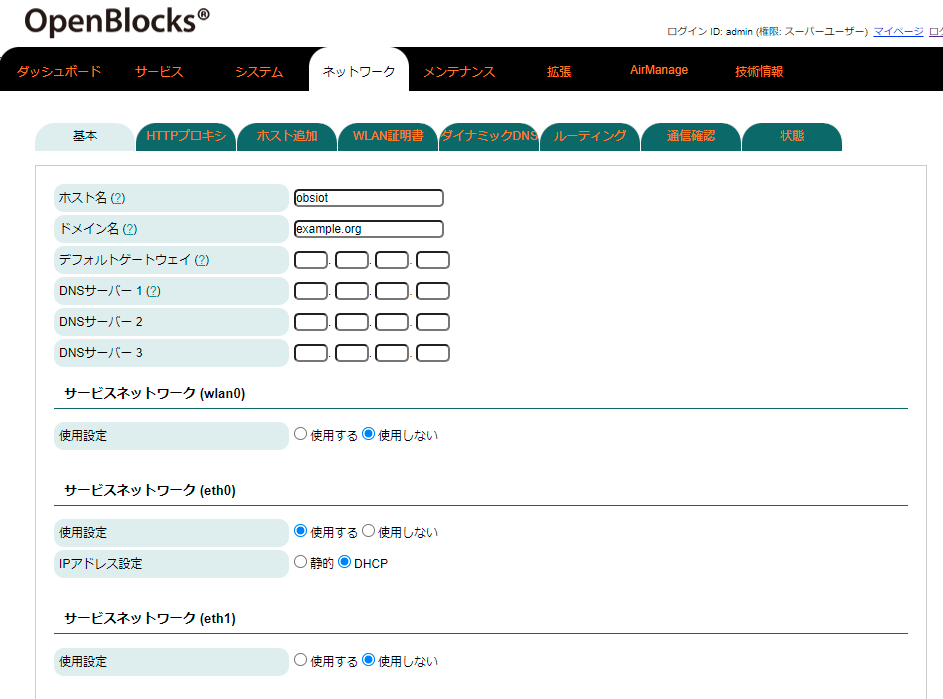 OpenBlocks®
ログイン ID: admin (権限: スーパーユーザー) マイページ
ダッシュボード サービス システム ネットワーク メンテナンス 拡張 AirManage 技術情報
基本 HTTPプロキシ ホスト追加 WLAN証明書 ダイナミックDNS ルーティング 通信確認 状態
ホスト名 (?) obsiot
ドメイン名 (?) example.org
デフォルトゲートウェイ (?) . . .
DNSサーバー 1 (?) . . .
DNSサーバー 2 . . .
DNSサーバー 3 . . .
サービスネットワーク (wlan0)
使用設定 使用する 使用しない
サービスネットワーク (eth0)
使用設定 使用する 使用しない
IPアドレス設定 静的 DHCP
サービスネットワーク (eth1)
使用設定 使用する 使用しない